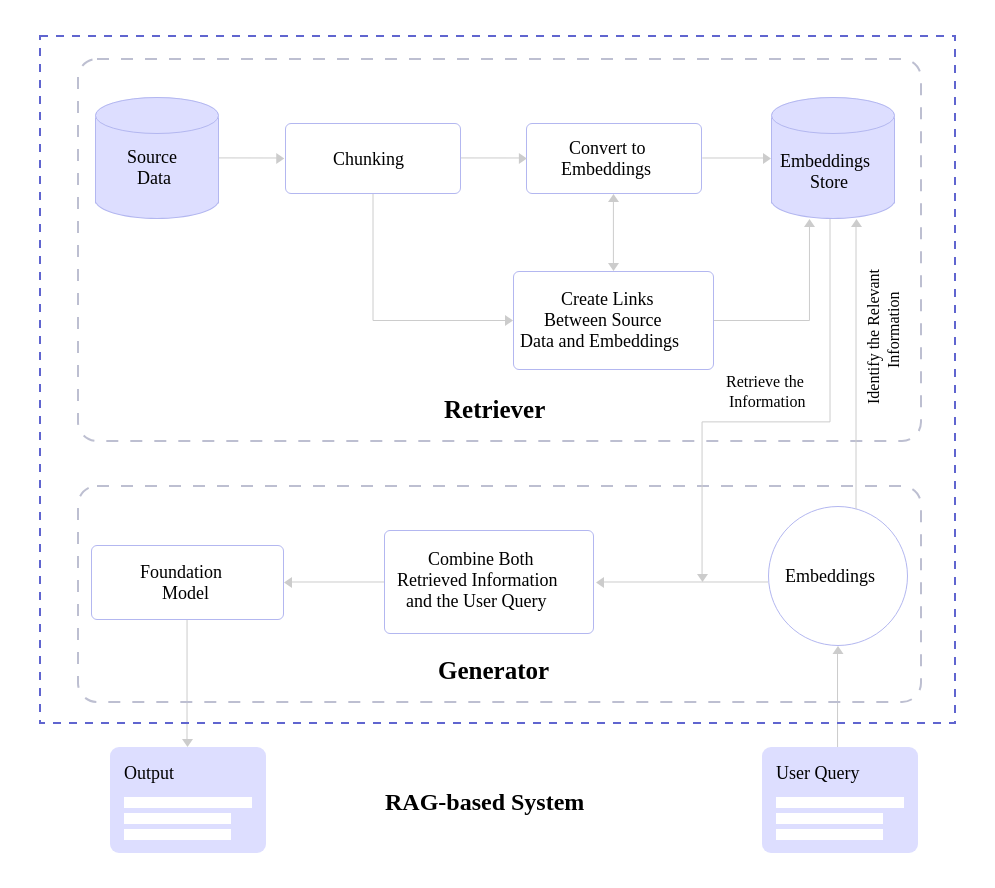 Source
Data
Chunking
Convert to
Embeddings
Embeddings
Store
Create Links
Between Source
Data and Embeddings
Identify the Relevant
Information
Retrieve the
Information
Retriever
Foundation
Model
Combine Both
Retrieved Information
and the User Query
Embeddings
Generator
Output
RAG-based System
User Query